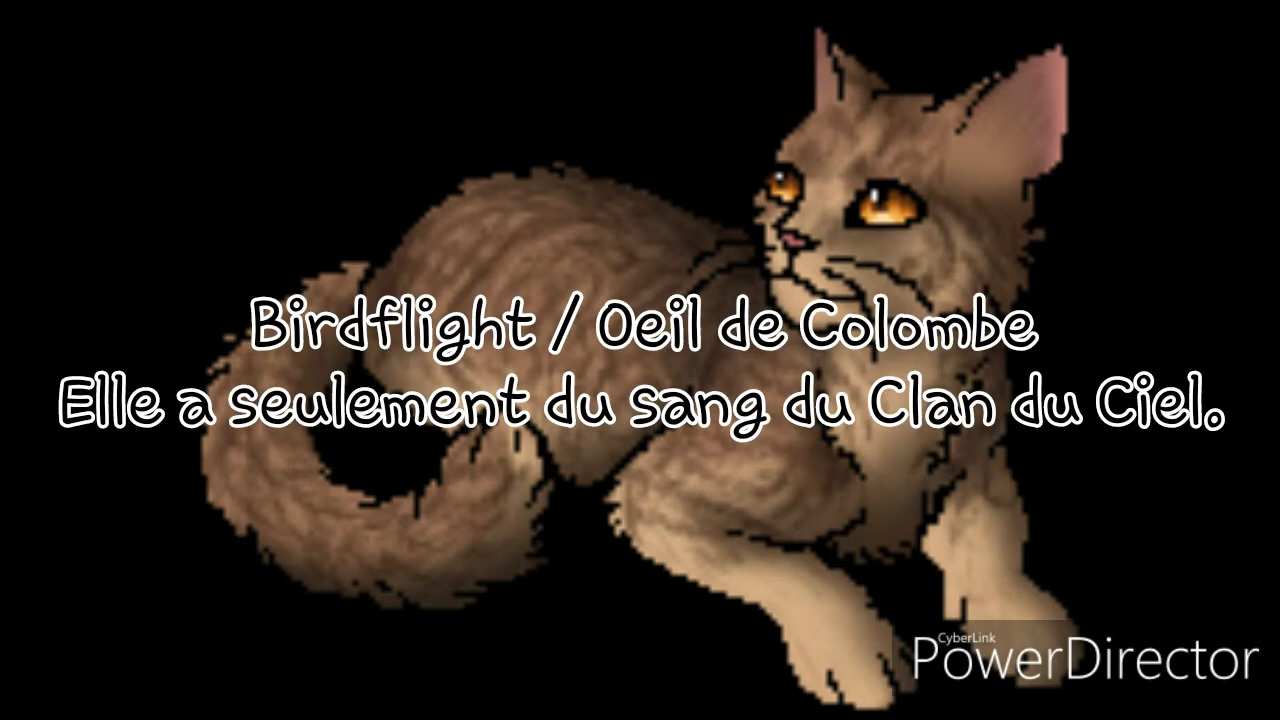 Birdflight / Oeil de Colombe
Elle a seulement du sang du Clan du Ciel.
CyberLink
PowerDirector